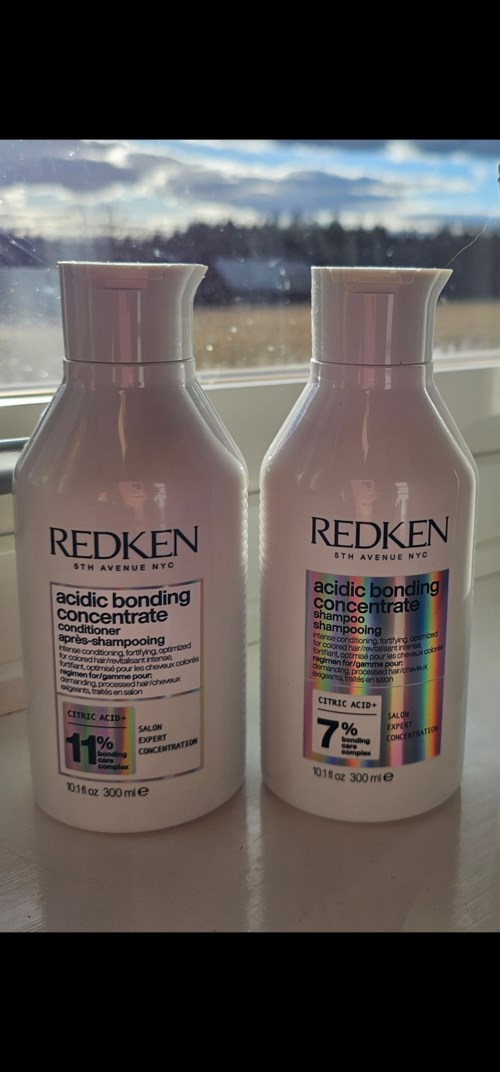 REDKEN
5TH AVENUE NYC
acidic bonding
concentrate
conditioner
après-shampooing
intense conditioning, fortifying, optimized
for colored hair/revitalisant intense,
fortifiant, optimisé pour les cheveux colorés
regimen for/gamme pour:
demanding, processed hair/cheveux
exigeants, traités en salon
CITRIC ACID+
11%
bonding
care
complex
SALON
EXPERT
CONCENTRATION
10.1 fl oz 300 ml e
REDKEN
5TH AVENUE NYC
acidic bonding
concentrate
shampoo
shampooing
intense conditioning, fortifying, optimized
for colored hair/revitalisant intense,
fortifiant, optimisé pour les cheveux colorés
regimen for/gamme pour:
demanding, processed hair/cheveux
exigeants, traités en salon
CITRIC ACID+
7%
bonding
care
complex
SALON
EXPERT
CONCENTRATION
10.1 fl oz 300 ml e